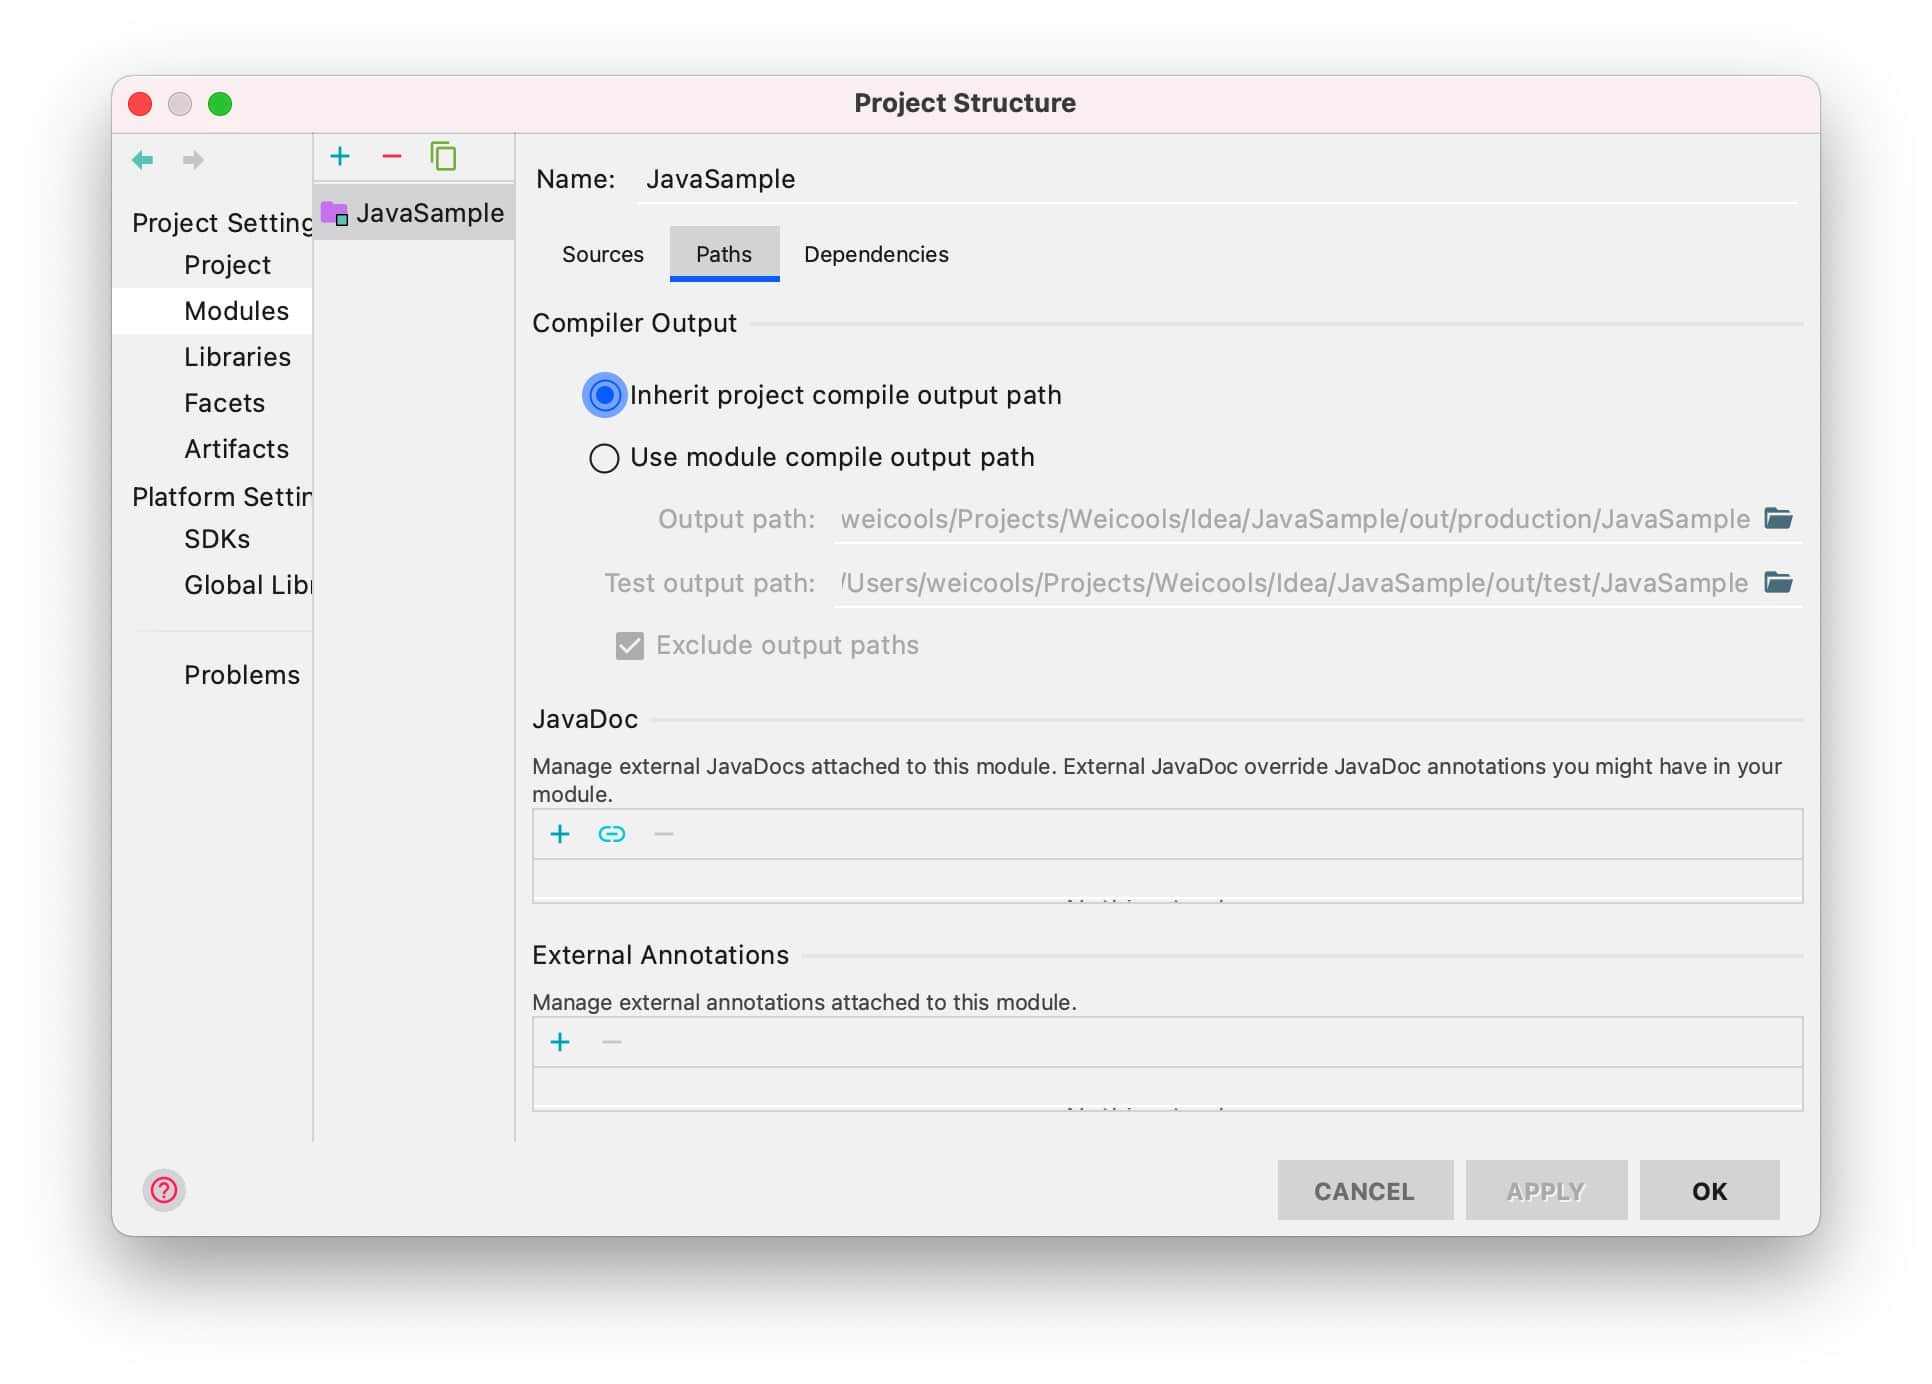 Project Structure
Project Setting
Project
Modules
Libraries
Facets
Artifacts
Platform Settin
SDKs
Global Lib
Problems
JavaSample
Name: JavaSample
Sources Paths Dependencies
Compiler Output
Inherit project compile output path
Use module compile output path
Output path: weicools/Projects/Weicools/Idea/JavaSample/out/production/JavaSample
Test output path: /Users/weicools/Projects/Weicools/Idea/JavaSample/out/test/JavaSample
Exclude output paths
JavaDoc
Manage external JavaDocs attached to this module. External JavaDoc override JavaDoc annotations you might have in your
module.
External Annotations
Manage external annotations attached to this module.
?
CANCEL APPLY OK